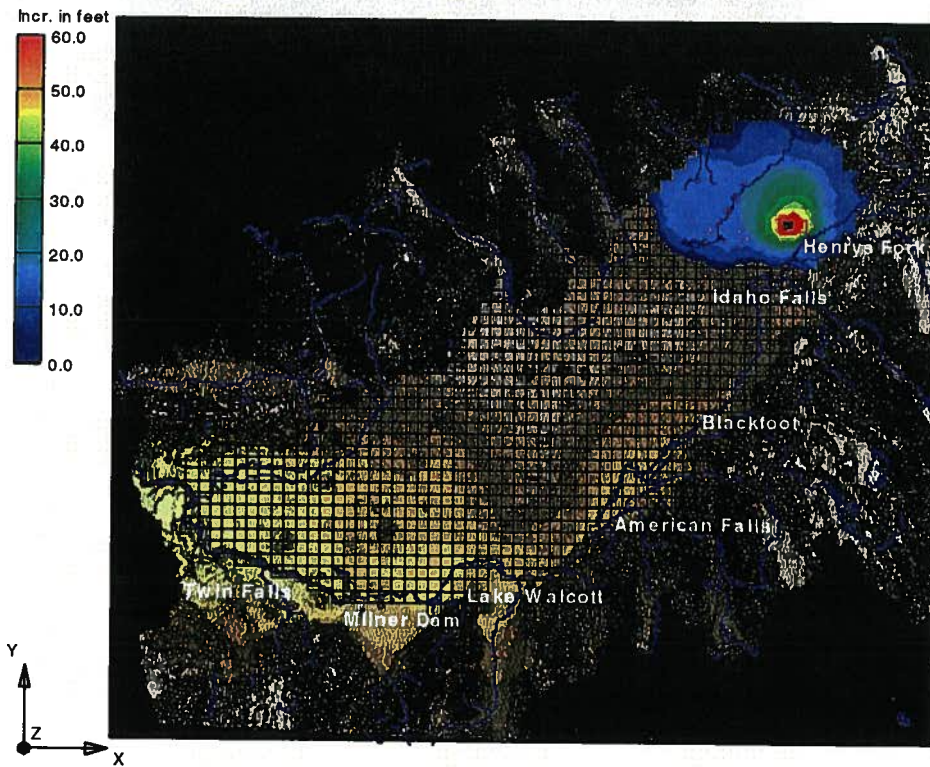 Incr. in feet
60.0
50.0
40.0
30.0
20.0
10.0
0.0
Henrys Fork
Idaho Falls
Blackfoot
American Falls
Twin Falls
Lake Walcott
Milner Dam
Y
Z
X